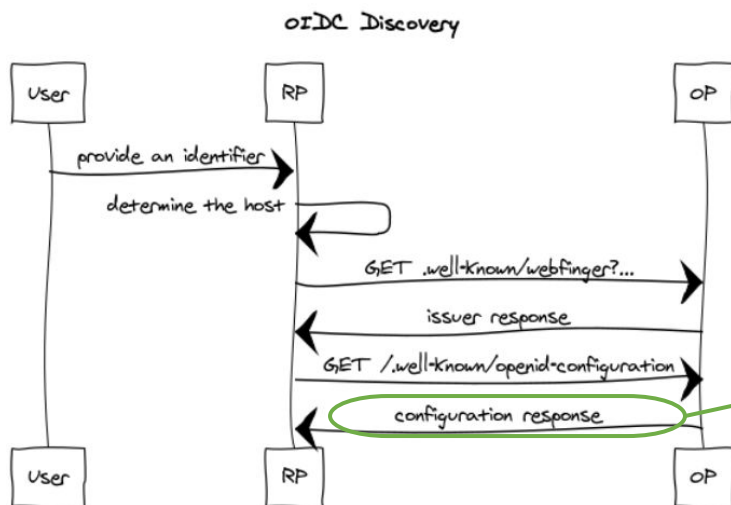 OIDC Discovery
User RP OP
provide an identifier
determine the host
GET .well-known/webfinger?...
issuer response
GET /.well-known/openid-configuration
configuration response
User RP OP